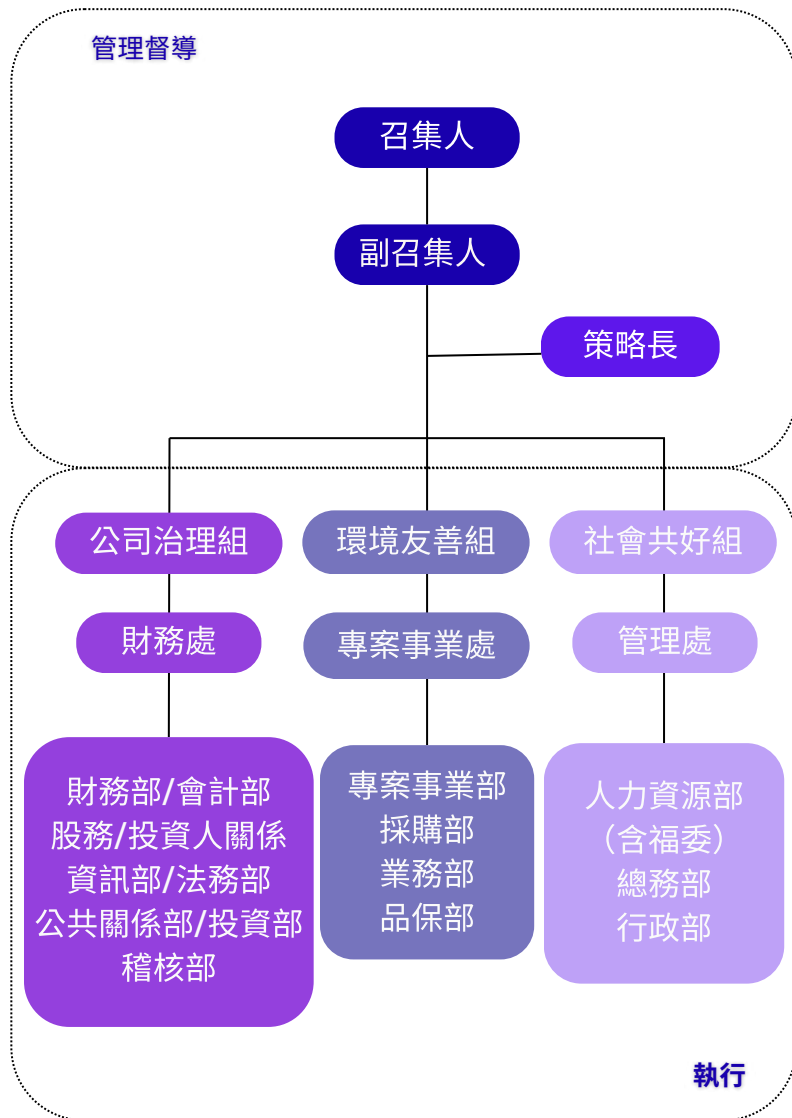 管理督導
召集人
副召集人
策略長
公司治理組
環境友善組
社會共好組
財務處
專案事業處
管理處
財務部/會計部
股務/投資人關係
資訊部/法務部
公共關係部/投資部
稽核部
專案事業部
採購部
業務部
品保部
人力資源部
（含福委）
總務部
行政部
執行